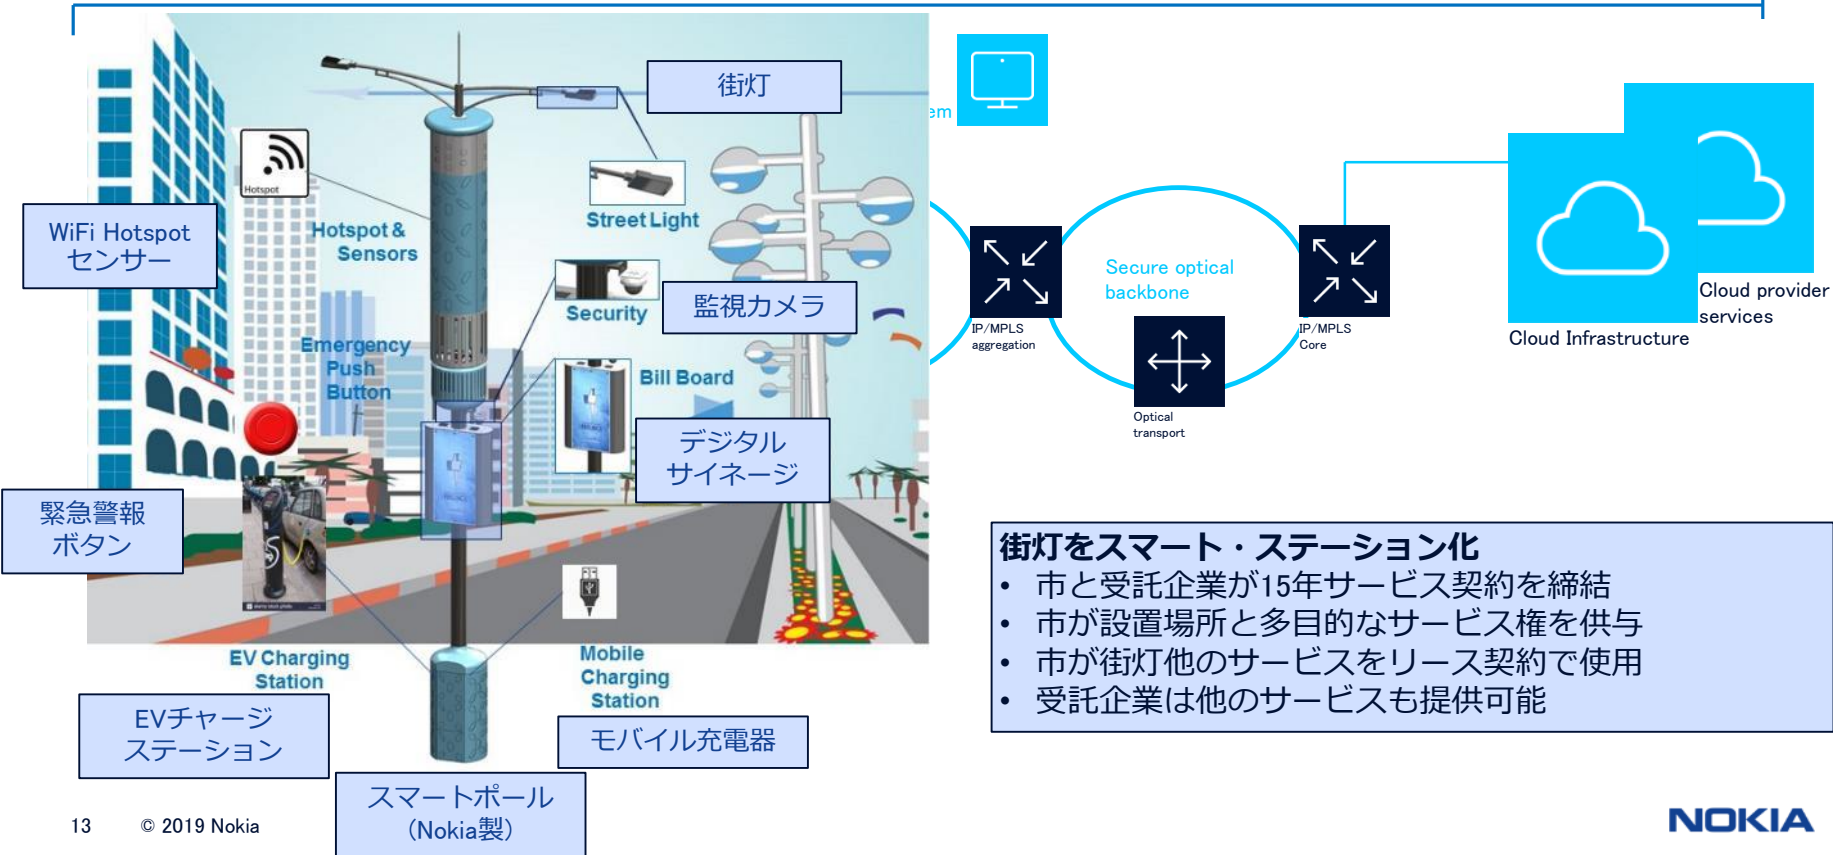 街灯
em
Hotspot
WiFi Hotspot
センサー
Hotspot &
Sensors
Street Light
Security
監視カメラ
Emergency
Push
Button
Bill Board
デジタル
サイネージ
緊急警報
ボタン
EV Charging
Station
Mobile
Charging
Station
EVチャージ
ステーション
モバイル充電器
スマートポール
(Nokia製)
Secure optical
backbone
IP/MPLS
aggregation
IP/MPLS
Core
Optical
transport
Cloud Infrastructure
Cloud provider
services
街灯をスマート・ステーション化
• 市と受託企業が15年サービス契約を締結
• 市が設置場所と多目的なサービス権を供与
• 市が街灯他のサービスをリース契約で使用
• 受託企業は他のサービスも提供可能
13
© 2019 Nokia
NOKIA